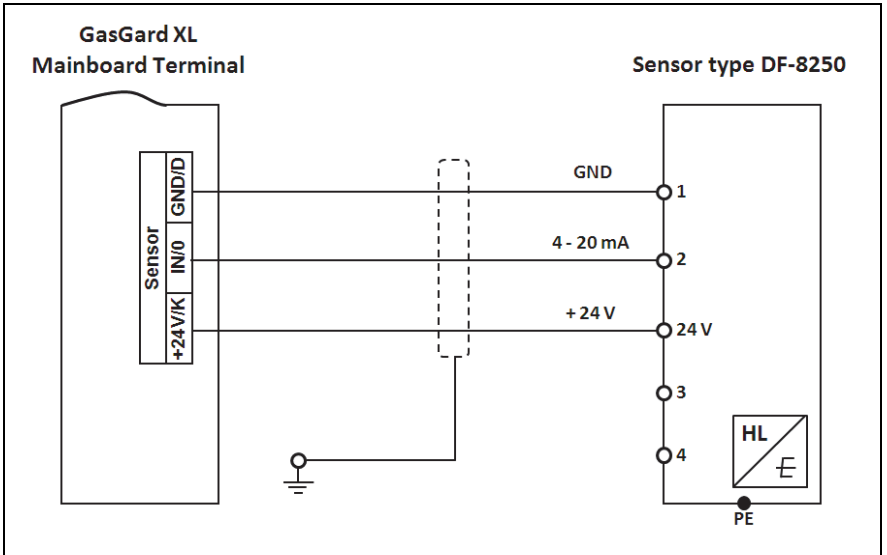 GasGard XL
Mainboard Terminal
Sensor type DF-8250
Sensor
GND/D
IN/0
+24V/K
GND
4 - 20 mA
+ 24 V
1
2
24 V
3
4
HL
E
PE